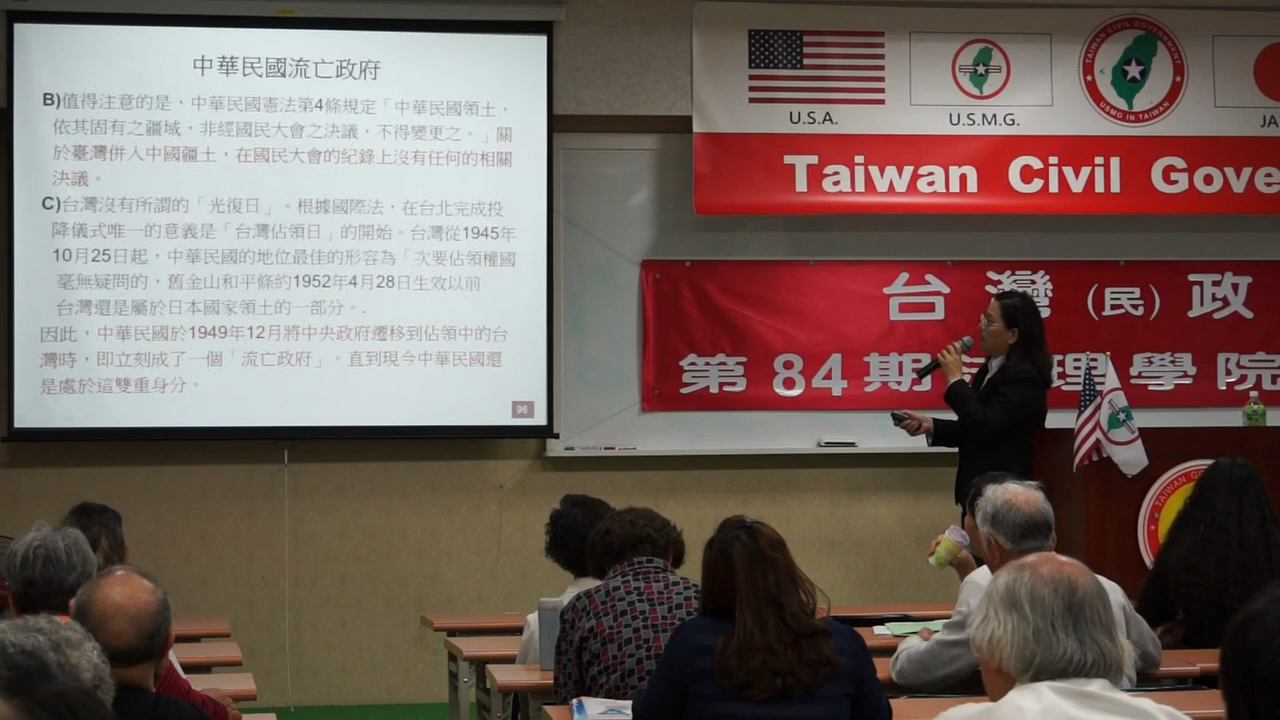 中華民國流亡政府
B)值得注意的是，中華民國憲法第4條規定「中華民國領土，
依其固有之疆域，非經國民大會之決議，不得變更之。」關
於臺灣併入中國疆土，在國民大會的紀錄上沒有任何的相關
決議。
C)台灣沒有所謂的「光復日」。根據國際法，在台北完成投
降儀式唯一的意義是「台灣佔領日」的開始。台灣從1945年
10月25日起，中華民國的地位最佳的形容為「次要佔領權國
毫無疑問的，舊金山和平條約1952年4月28日生效以前
台灣還是屬於日本國家領土的一部分。.
因此，中華民國於1949年12月將中央政府遷移到佔領中的台
灣時，即立刻成了一個「流亡政府」。直到現今中華民國還
是處於這雙重身分。
96
U.S.A.
U.S.M.G.
TAIWAN CIVIL GOVERNMENT
USMG IN TAIWAN
JA
Taiwan Civil Gove
台灣（民）政
第84期
理學院
TAIWAN GO